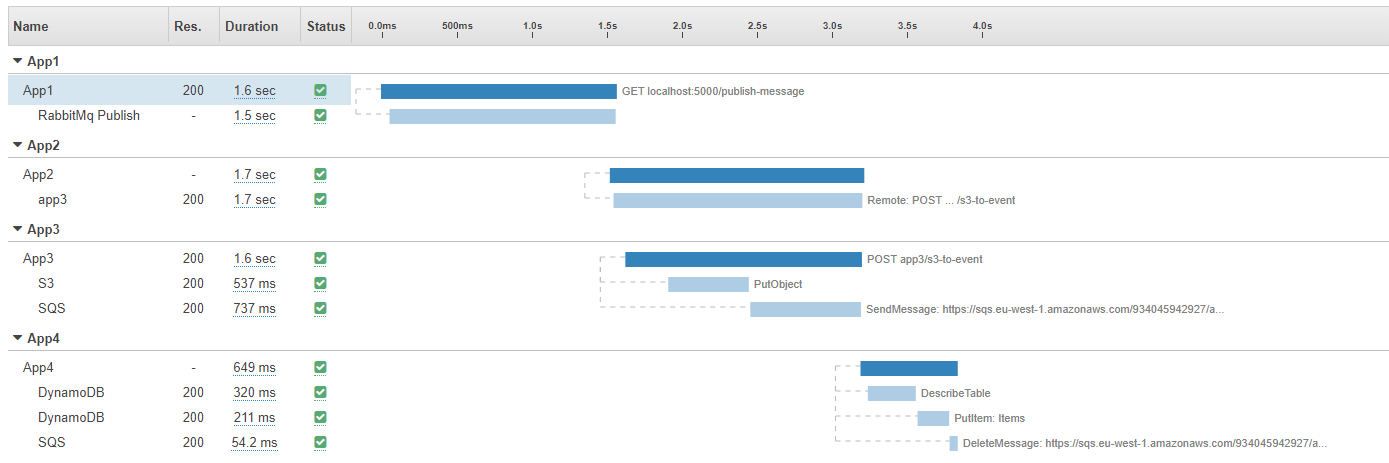 Name Res. Duration Status 0.0ms 500ms 1.0s 1.5s 2.0s 2.5s 3.0s 3.5s 4.0s
App1
App1 200 1.6 sec GET localhost:5000/publish-message
RabbitMq Publish - 1.5 sec
App2
App2 - 1.7 sec
app3 200 1.7 sec Remote: POST ... /s3-to-event
App3
App3 200 1.6 sec POST app3/s3-to-event
S3 200 537 ms PutObject
SQS 200 737 ms SendMessage: https://sqs.eu-west-1.amazonaws.com/934045942927/a...
App4
App4 - 649 ms
DynamoDB 200 320 ms DescribeTable
DynamoDB 200 211 ms PutItem: Items
SQS 200 54.2 ms DeleteMessage: https://sqs.eu-west-1.amazonaws.com/934045942927/a...